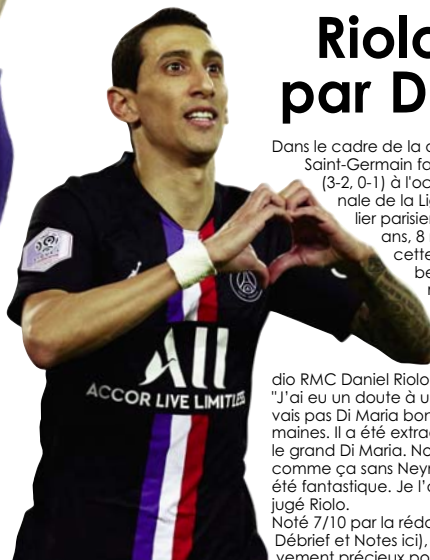 Riolo
par D
Dans le cadre de la
Saint-Germain
(3-2, 0-1) à l'oc
nale de la Li
lier parisie
ans, 8
cette
be
ALL
ACCOR LIVE LIMITLESS
dio RMC Daniel Riolo
"J'ai eu un doute à u
vais pas Di Maria bon
maines. Il a été extra
le grand Di Maria. No
comme ça sans Neym
été fantastique. Je l'
jugé Riolo.
Noté 7/10 par la réda
Débrief et Notes ici),
vement précieux po